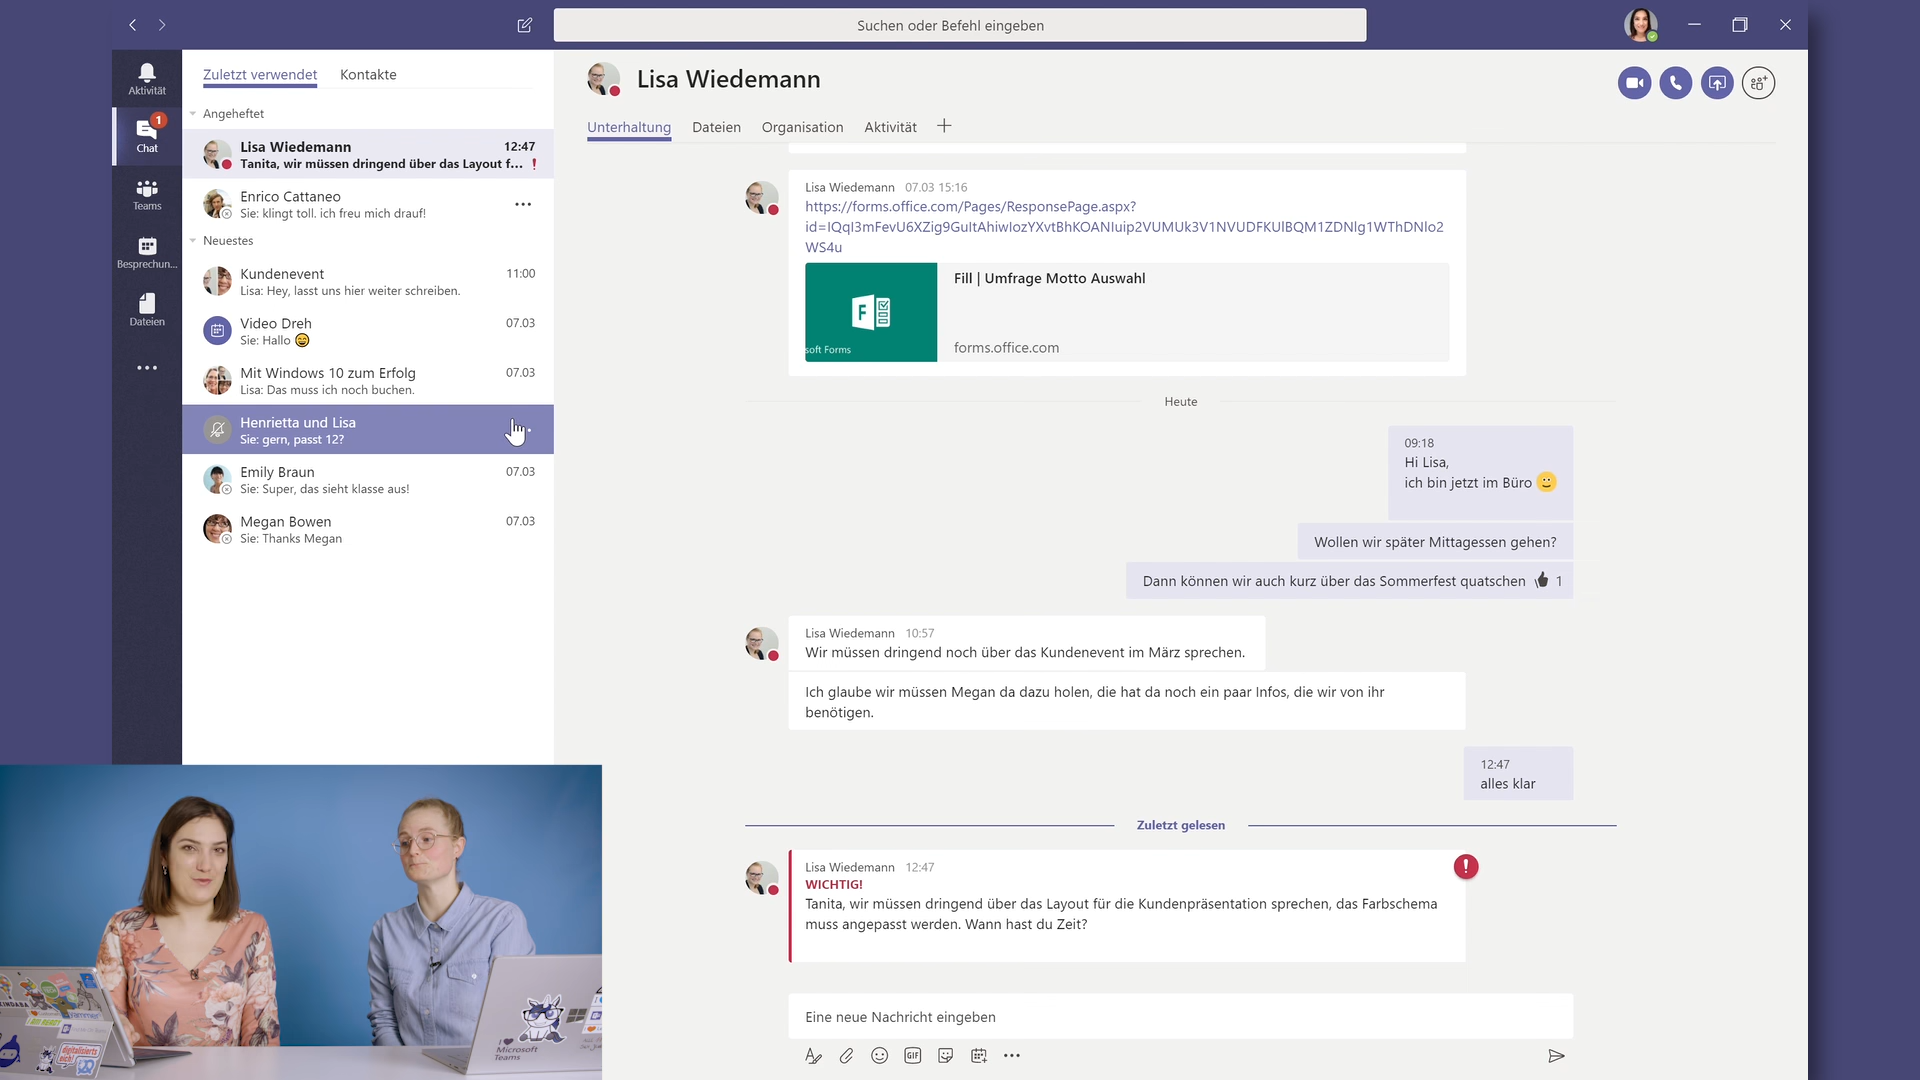 Suchen oder Befehl eingeben
Aktivität
1
Chat
Teams
Besprechun...
Dateien
Zuletzt verwendet
Kontakte
Angeheftet
Lisa Wiedemann 12:47
Tanita, wir müssen dringend über das Layout f... !
Enrico Cattaneo
Sie: klingt toll. ich freu mich drauf!
Neuestes
Kundenevent 11:00
Lisa: Hey, lasst uns hier weiter schreiben.
Video Dreh 07.03
Sie: Hallo 😄
Mit Windows 10 zum Erfolg 07.03
Lisa: Das muss ich noch buchen.
Henrietta und Lisa
Sie: gern, passt 12?
Emily Braun 07.03
Sie: Super, das sieht klasse aus!
Megan Bowen 07.03
Sie: Thanks Megan
Lisa Wiedemann
Unterhaltung Dateien Organisation Aktivität
Lisa Wiedemann 07.03 15:16
https://forms.office.com/Pages/ResponsePage.aspx?
id=IQqI3mFevU6XZig9GuItAhiwIozYXvtBhKOANIuip2VUMUk3V1NVUDFKUlBQM1ZDNlg1WThDNlo2
WS4u
Fill | Umfrage Motto Auswahl
soft Forms
forms.office.com
Heute
09:18
Hi Lisa,
ich bin jetzt im Büro 🙂
Wollen wir später Mittagessen gehen?
Dann können wir auch kurz über das Sommerfest quatschen 1
Lisa Wiedemann 10:57
Wir müssen dringend noch über das Kundenevent im März sprechen.
Ich glaube wir müssen Megan da dazu holen, die hat da noch ein paar Infos, die wir von ihr
benötigen.
12:47
alles klar
Zuletzt gelesen
Lisa Wiedemann 12:47
WICHTIG!
Tanita, wir müssen dringend über das Layout für die Kundenpräsentation sprechen, das Farbschema
muss angepasst werden. Wann hast du Zeit?
Eine neue Nachricht eingeben
GIF
digitalisierts
I ♥
Microsoft
Teams